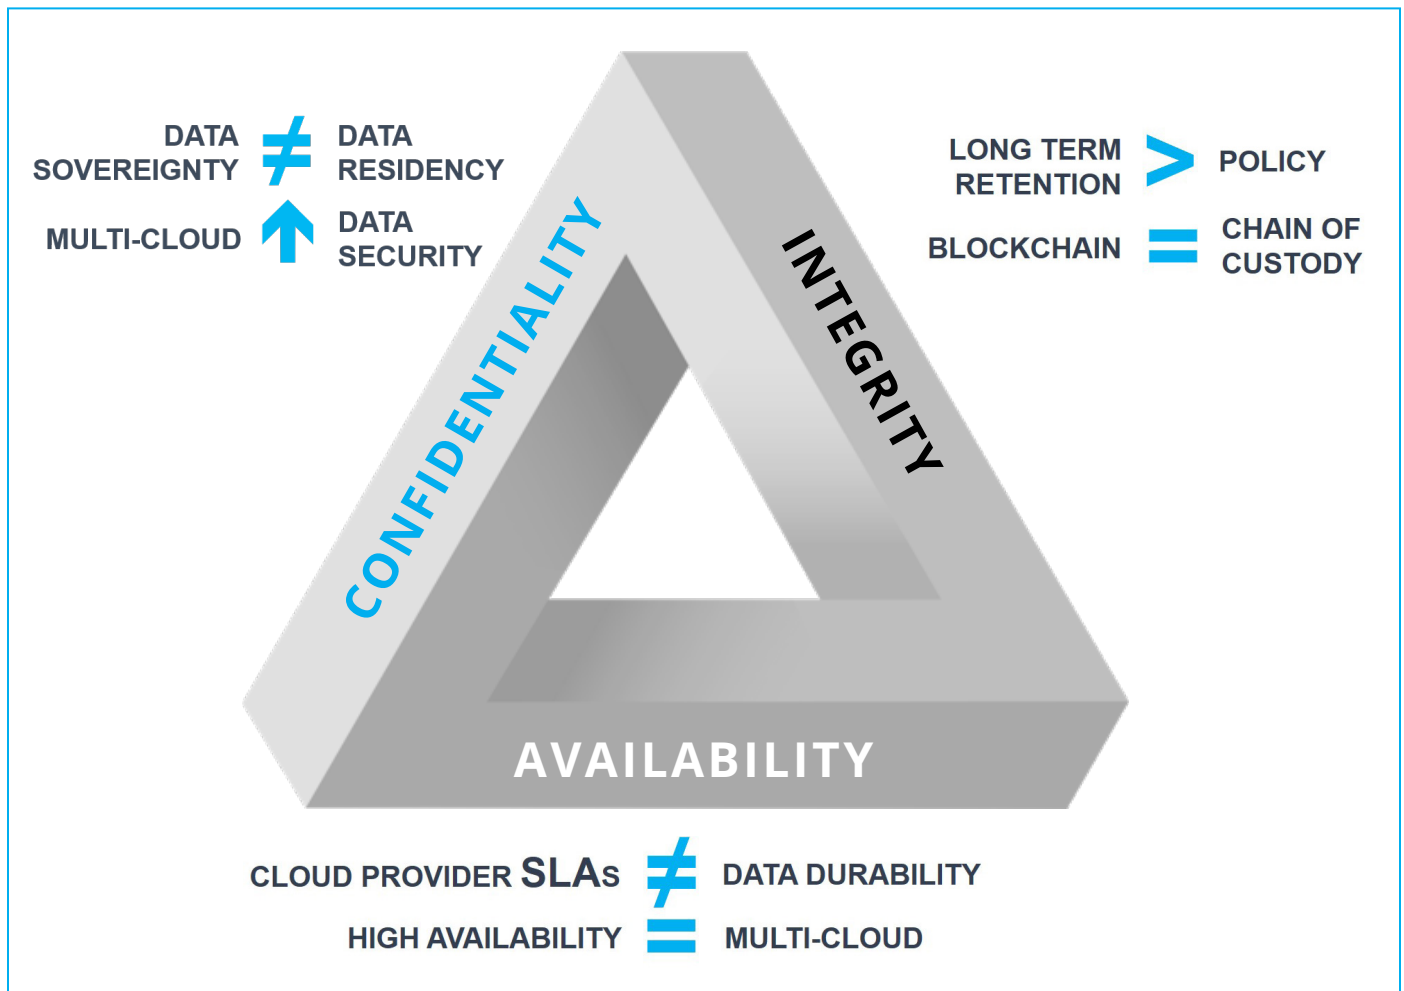 DATA SOVEREIGNTY ≠ DATA RESIDENCY
MULTI-CLOUD ↑ DATA SECURITY
LONG TERM RETENTION > POLICY
BLOCKCHAIN = CHAIN OF CUSTODY
CONFIDENTIALITY
INTEGRITY
AVAILABILITY
CLOUD PROVIDER SLAs ≠ DATA DURABILITY
HIGH AVAILABILITY = MULTI-CLOUD